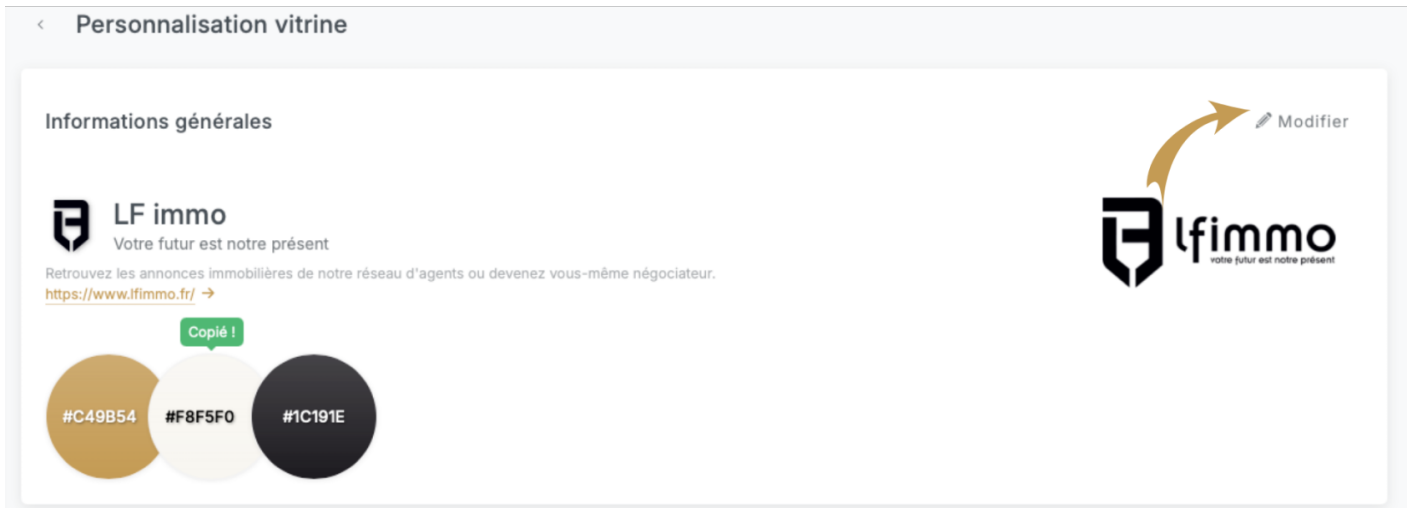 Personnalisation vitrine
Informations générales
Modifier
LF immo
Votre futur est notre présent
Retrouvez les annonces immobilières de notre réseau d'agents ou devenez vous-même négociateur.
https://www.lfimmo.fr/ →
lfimmo
votre futur est notre présent
Copié !
#C49B54
#F8F5F0
#1C191E